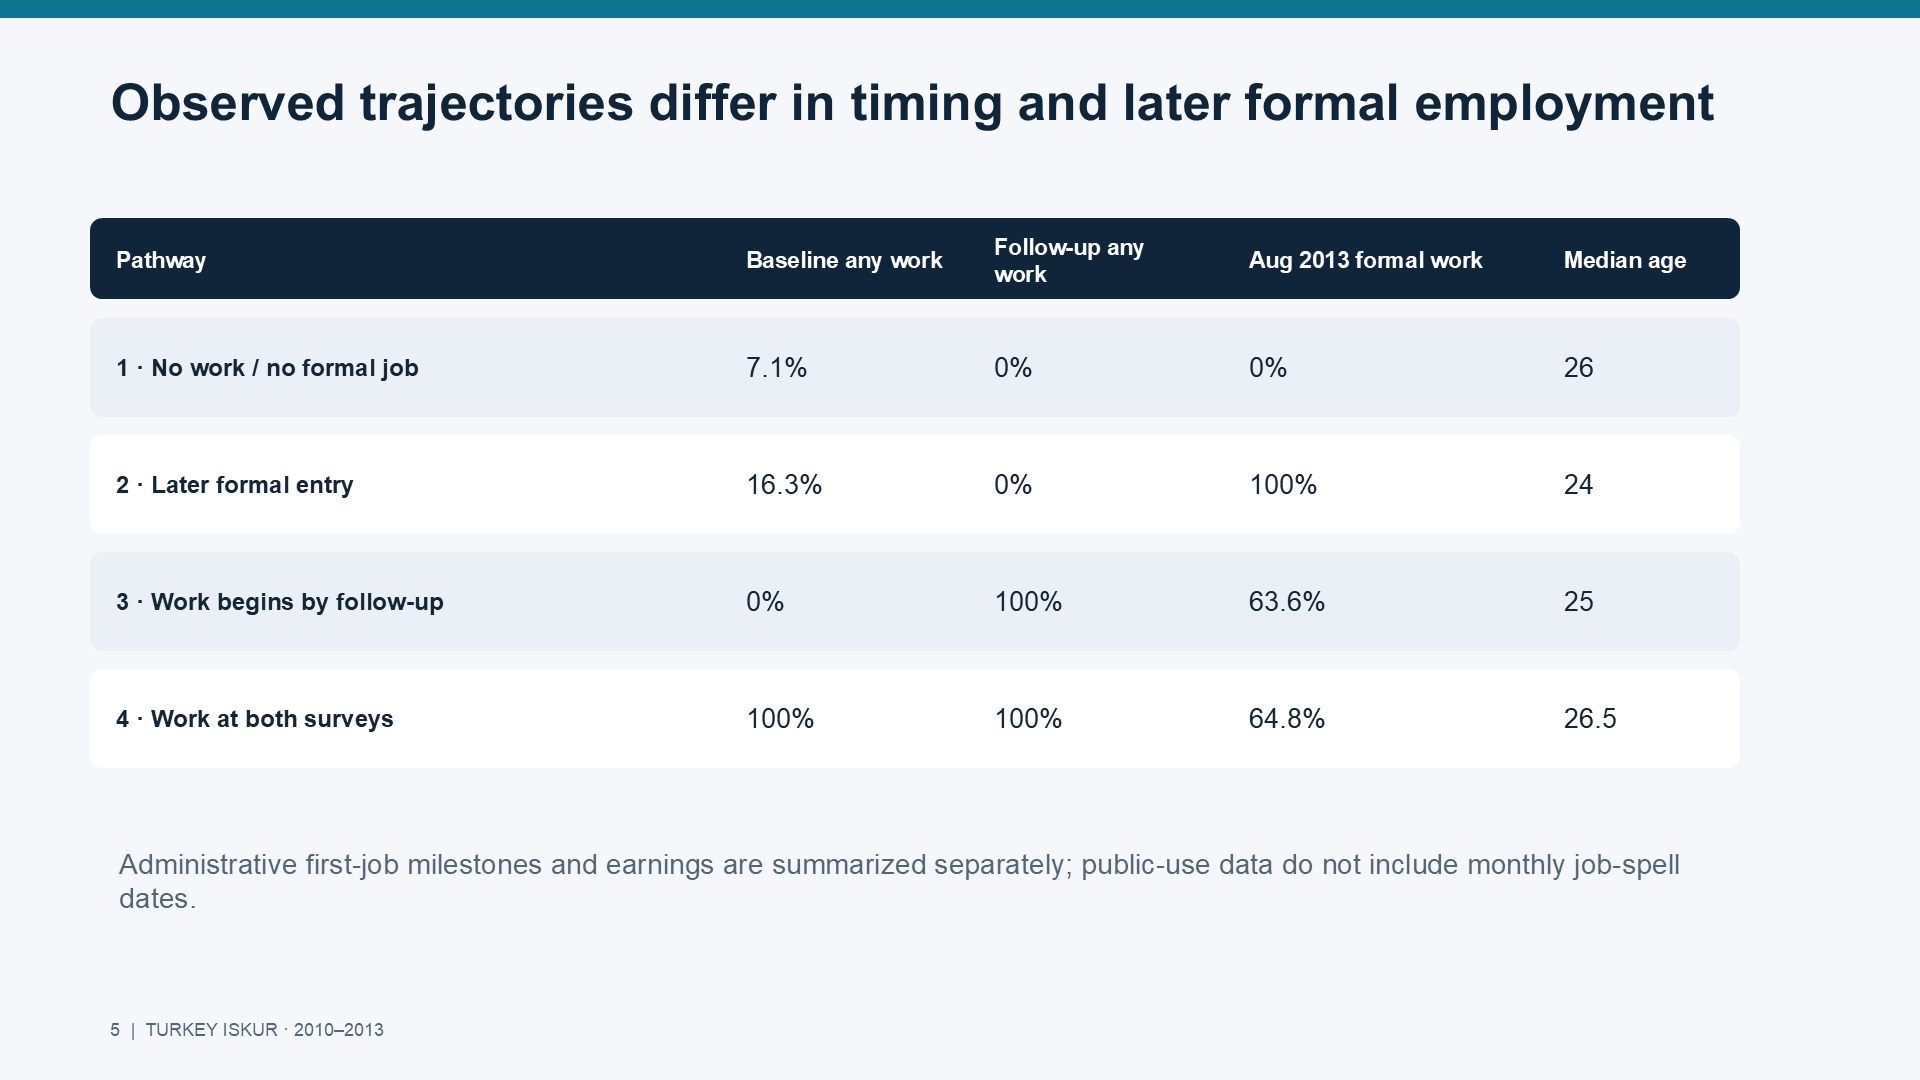 Observed trajectories differ in timing and later formal employment
Pathway Baseline any work Follow-up any work Aug 2013 formal work Median age
1 · No work / no formal job 7.1% 0% 0% 26
2 · Later formal entry 16.3% 0% 100% 24
3 · Work begins by follow-up 0% 100% 63.6% 25
4 · Work at both surveys 100% 100% 64.8% 26.5
Administrative first-job milestones and earnings are summarized separately; public-use data do not include monthly job-spell
dates.
5 | TURKEY ISKUR · 2010–2013